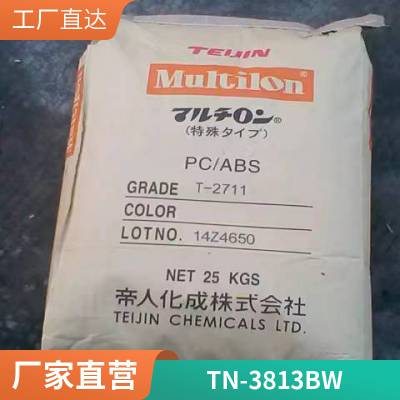 工厂直达
TEIJIN
Multilon®
マルチロン®
(特殊タイプ)
PC/ABS
GRADE T-2711
COLOR
LOTNO. 14Z4650
NET 25 KGS
帝人化成株式会社
TEIJIN CHEMICALS LTD.
厂家直营
TN-3813BW